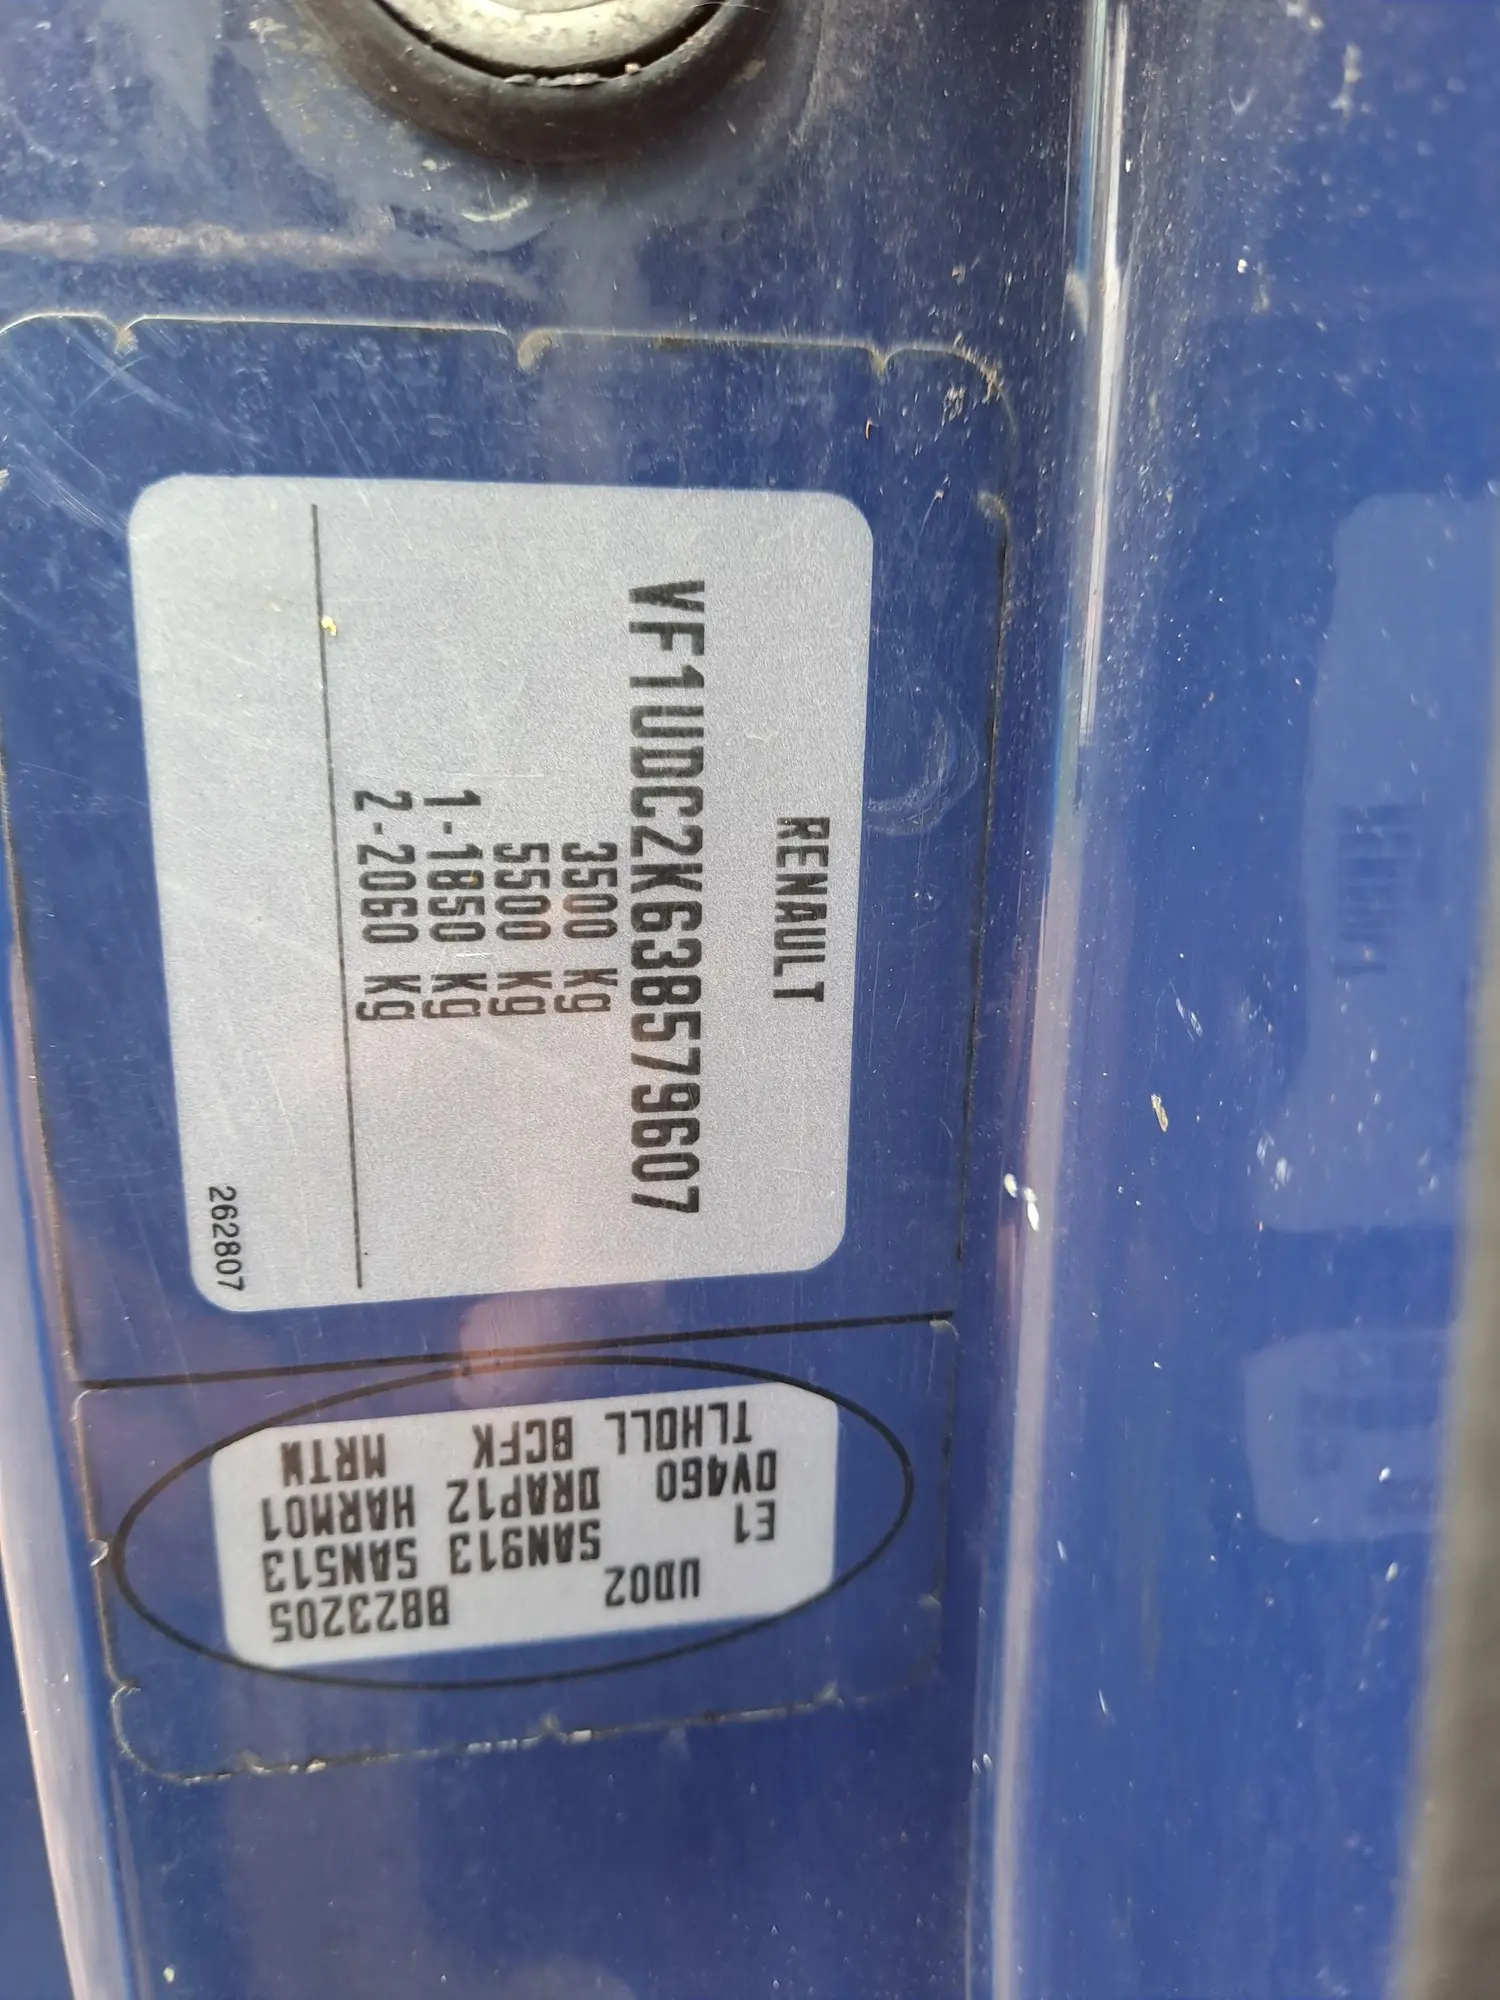 RENAULT
VF1UDC2K638579607
3500 Kg
5500 Kg
1-1850 Kg
2-2060 Kg
262807
UD02 B823205
E1 SAN913 SAN513
0V460 DRAP12 HARM01
TLHOLL BCFK MRTW